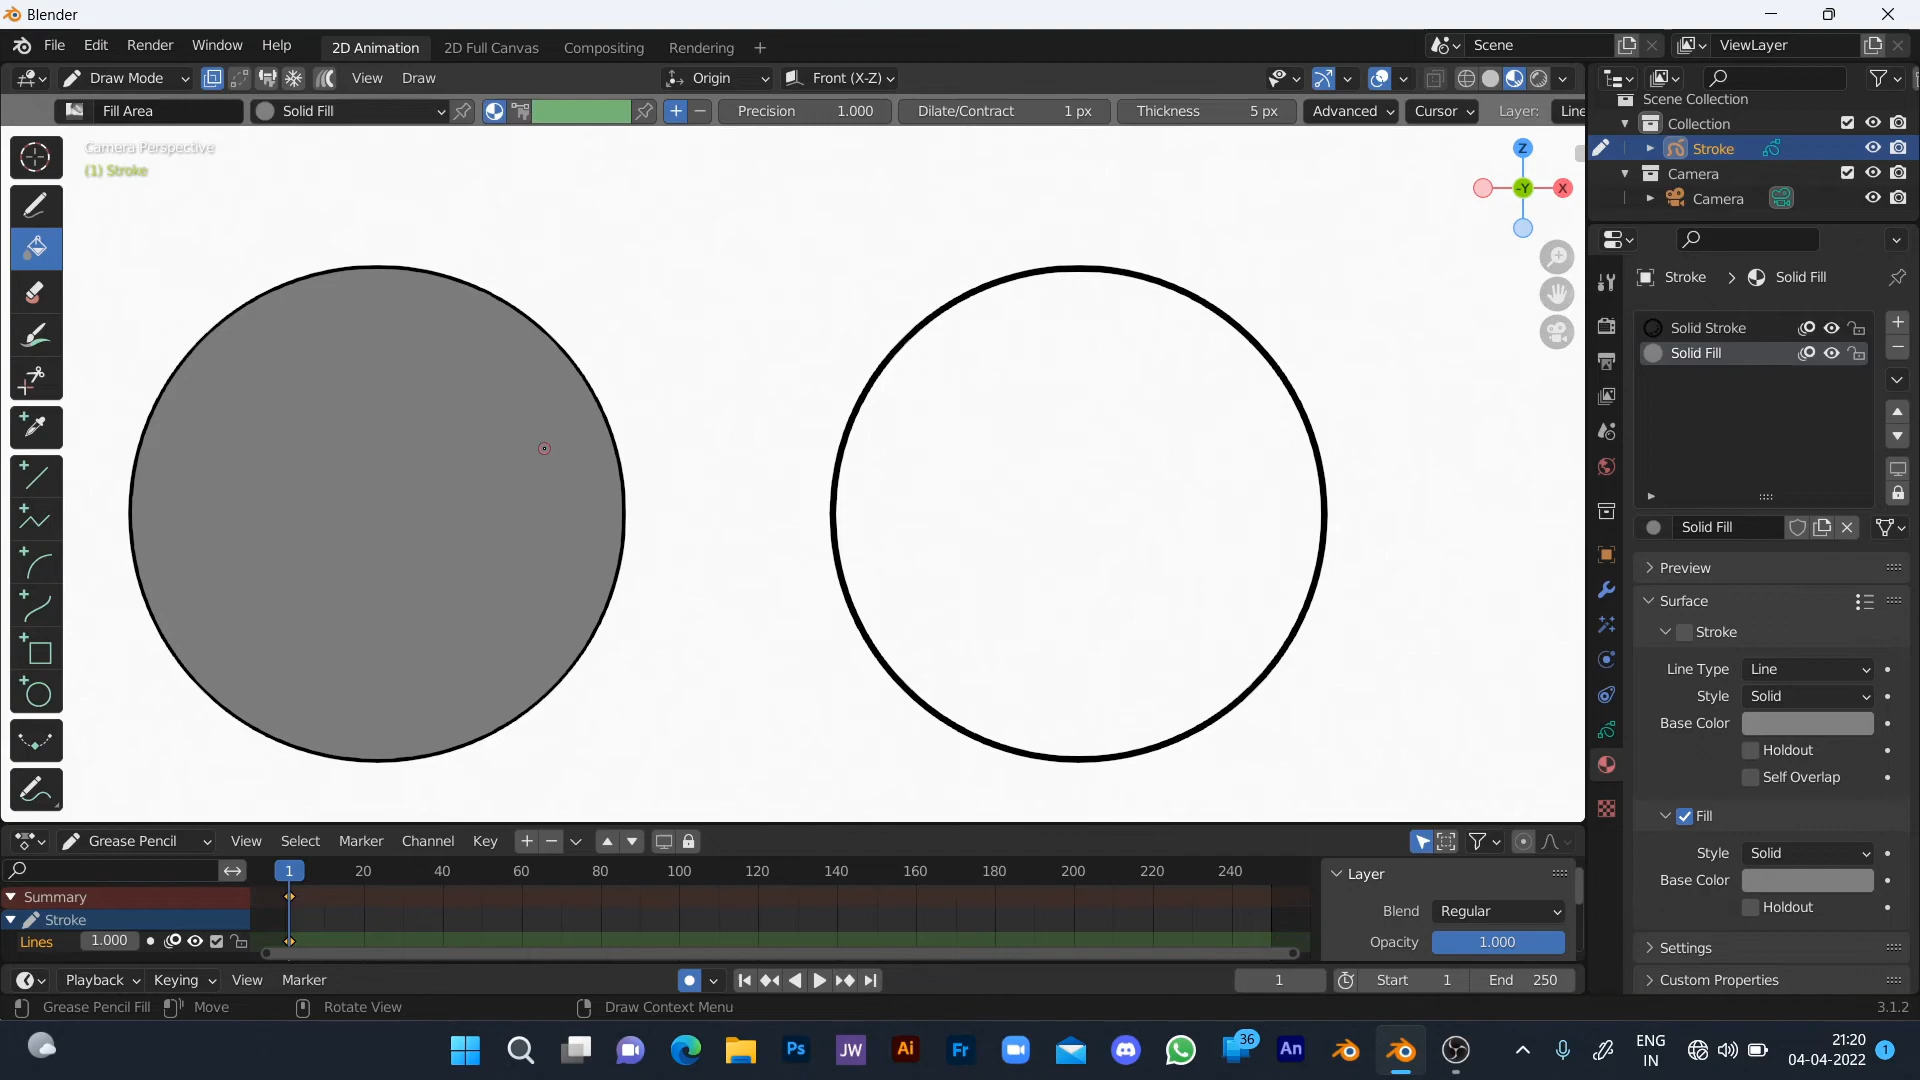 Blender
File Edit Render Window Help 2D Animation 2D Full Canvas Compositing Rendering + Scene ViewLayer
Draw Mode View Draw Origin Front (X-Z)
Fill Area Solid Fill Precision 1.000 Dilate/Contract 1 px Thickness 5 px Advanced Cursor Layer: Line
Scene Collection
Collection
Stroke
Camera
Camera
Camera Perspective
(1) Stroke
Z
-Y X
Stroke > Solid Fill
Solid Stroke
Solid Fill
Solid Fill
Preview
Surface
Stroke
Line Type Line
Style Solid
Base Color
Holdout
Self Overlap
Fill
Style Solid
Base Color
Holdout
Settings
Custom Properties
Grease Pencil View Select Marker Channel Key
1 20 40 60 80 100 120 140 160 180 200 220 240
Summary
Stroke
Lines 1.000
Layer
Blend Regular
Opacity 1.000
Playback Keying View Marker 1 Start 1 End 250
Grease Pencil Fill Move Rotate View Draw Context Menu 3.1.2
Ps JW Ai Fr 36 An
ENG
IN
21:20
04-04-2022
1